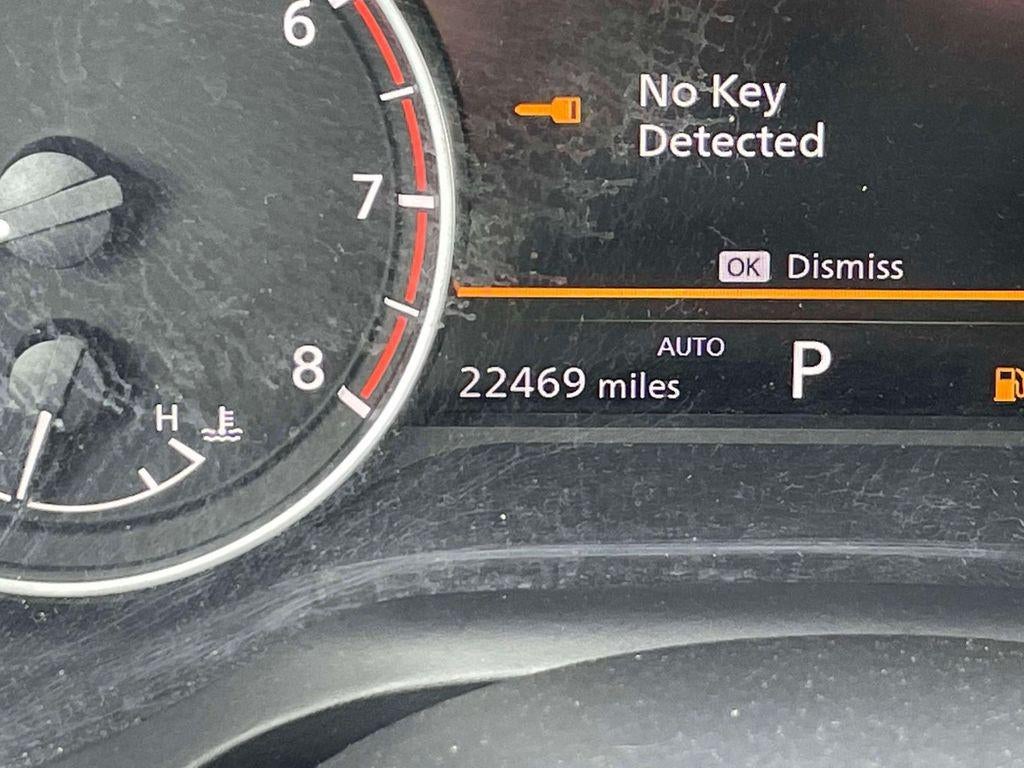 6
7
8
H
No Key
Detected
OK Dismiss
AUTO
22469 miles
P